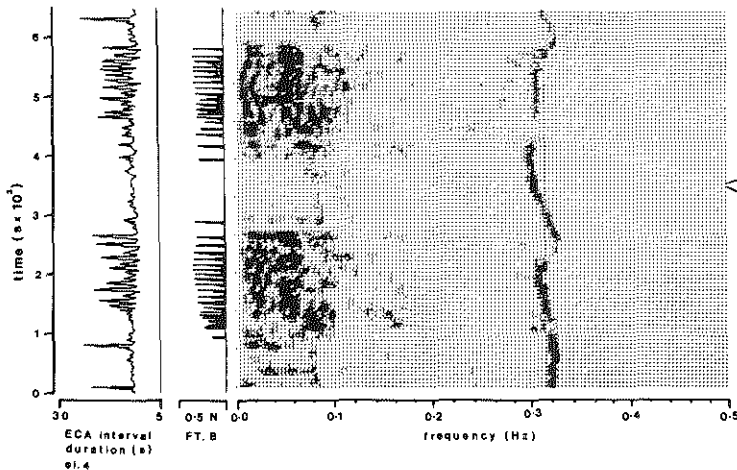 6
5
4
3
2
1
0
time (s x 10³)
30 5
ECA interval
duration (s)
el.4
0·5 N
FT. B
0·0 0·1 0·2 0·3 0·4 0·5
frequency (Hz)